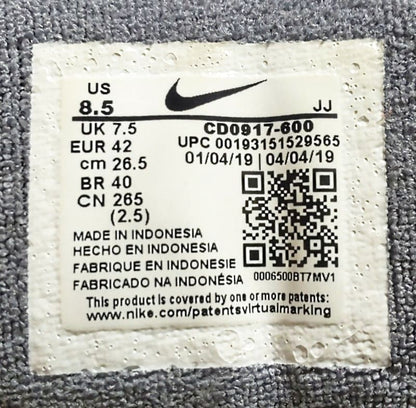 US
8.5 JJ
UK 7.5 CD0917-600
EUR 42 UPC 00193151529565
cm 26.5 01/04/19 | 04/04/19
BR 40
CN 265
(2.5)
MADE IN INDONESIA
HECHO EN INDONESIA
FABRIQUE EN INDONESIE
FABRICADO NA INDONÉSIA 0006500BT7MV1
This product is covered by one or more patents:
www.nike.com/patentsvirtualmarking